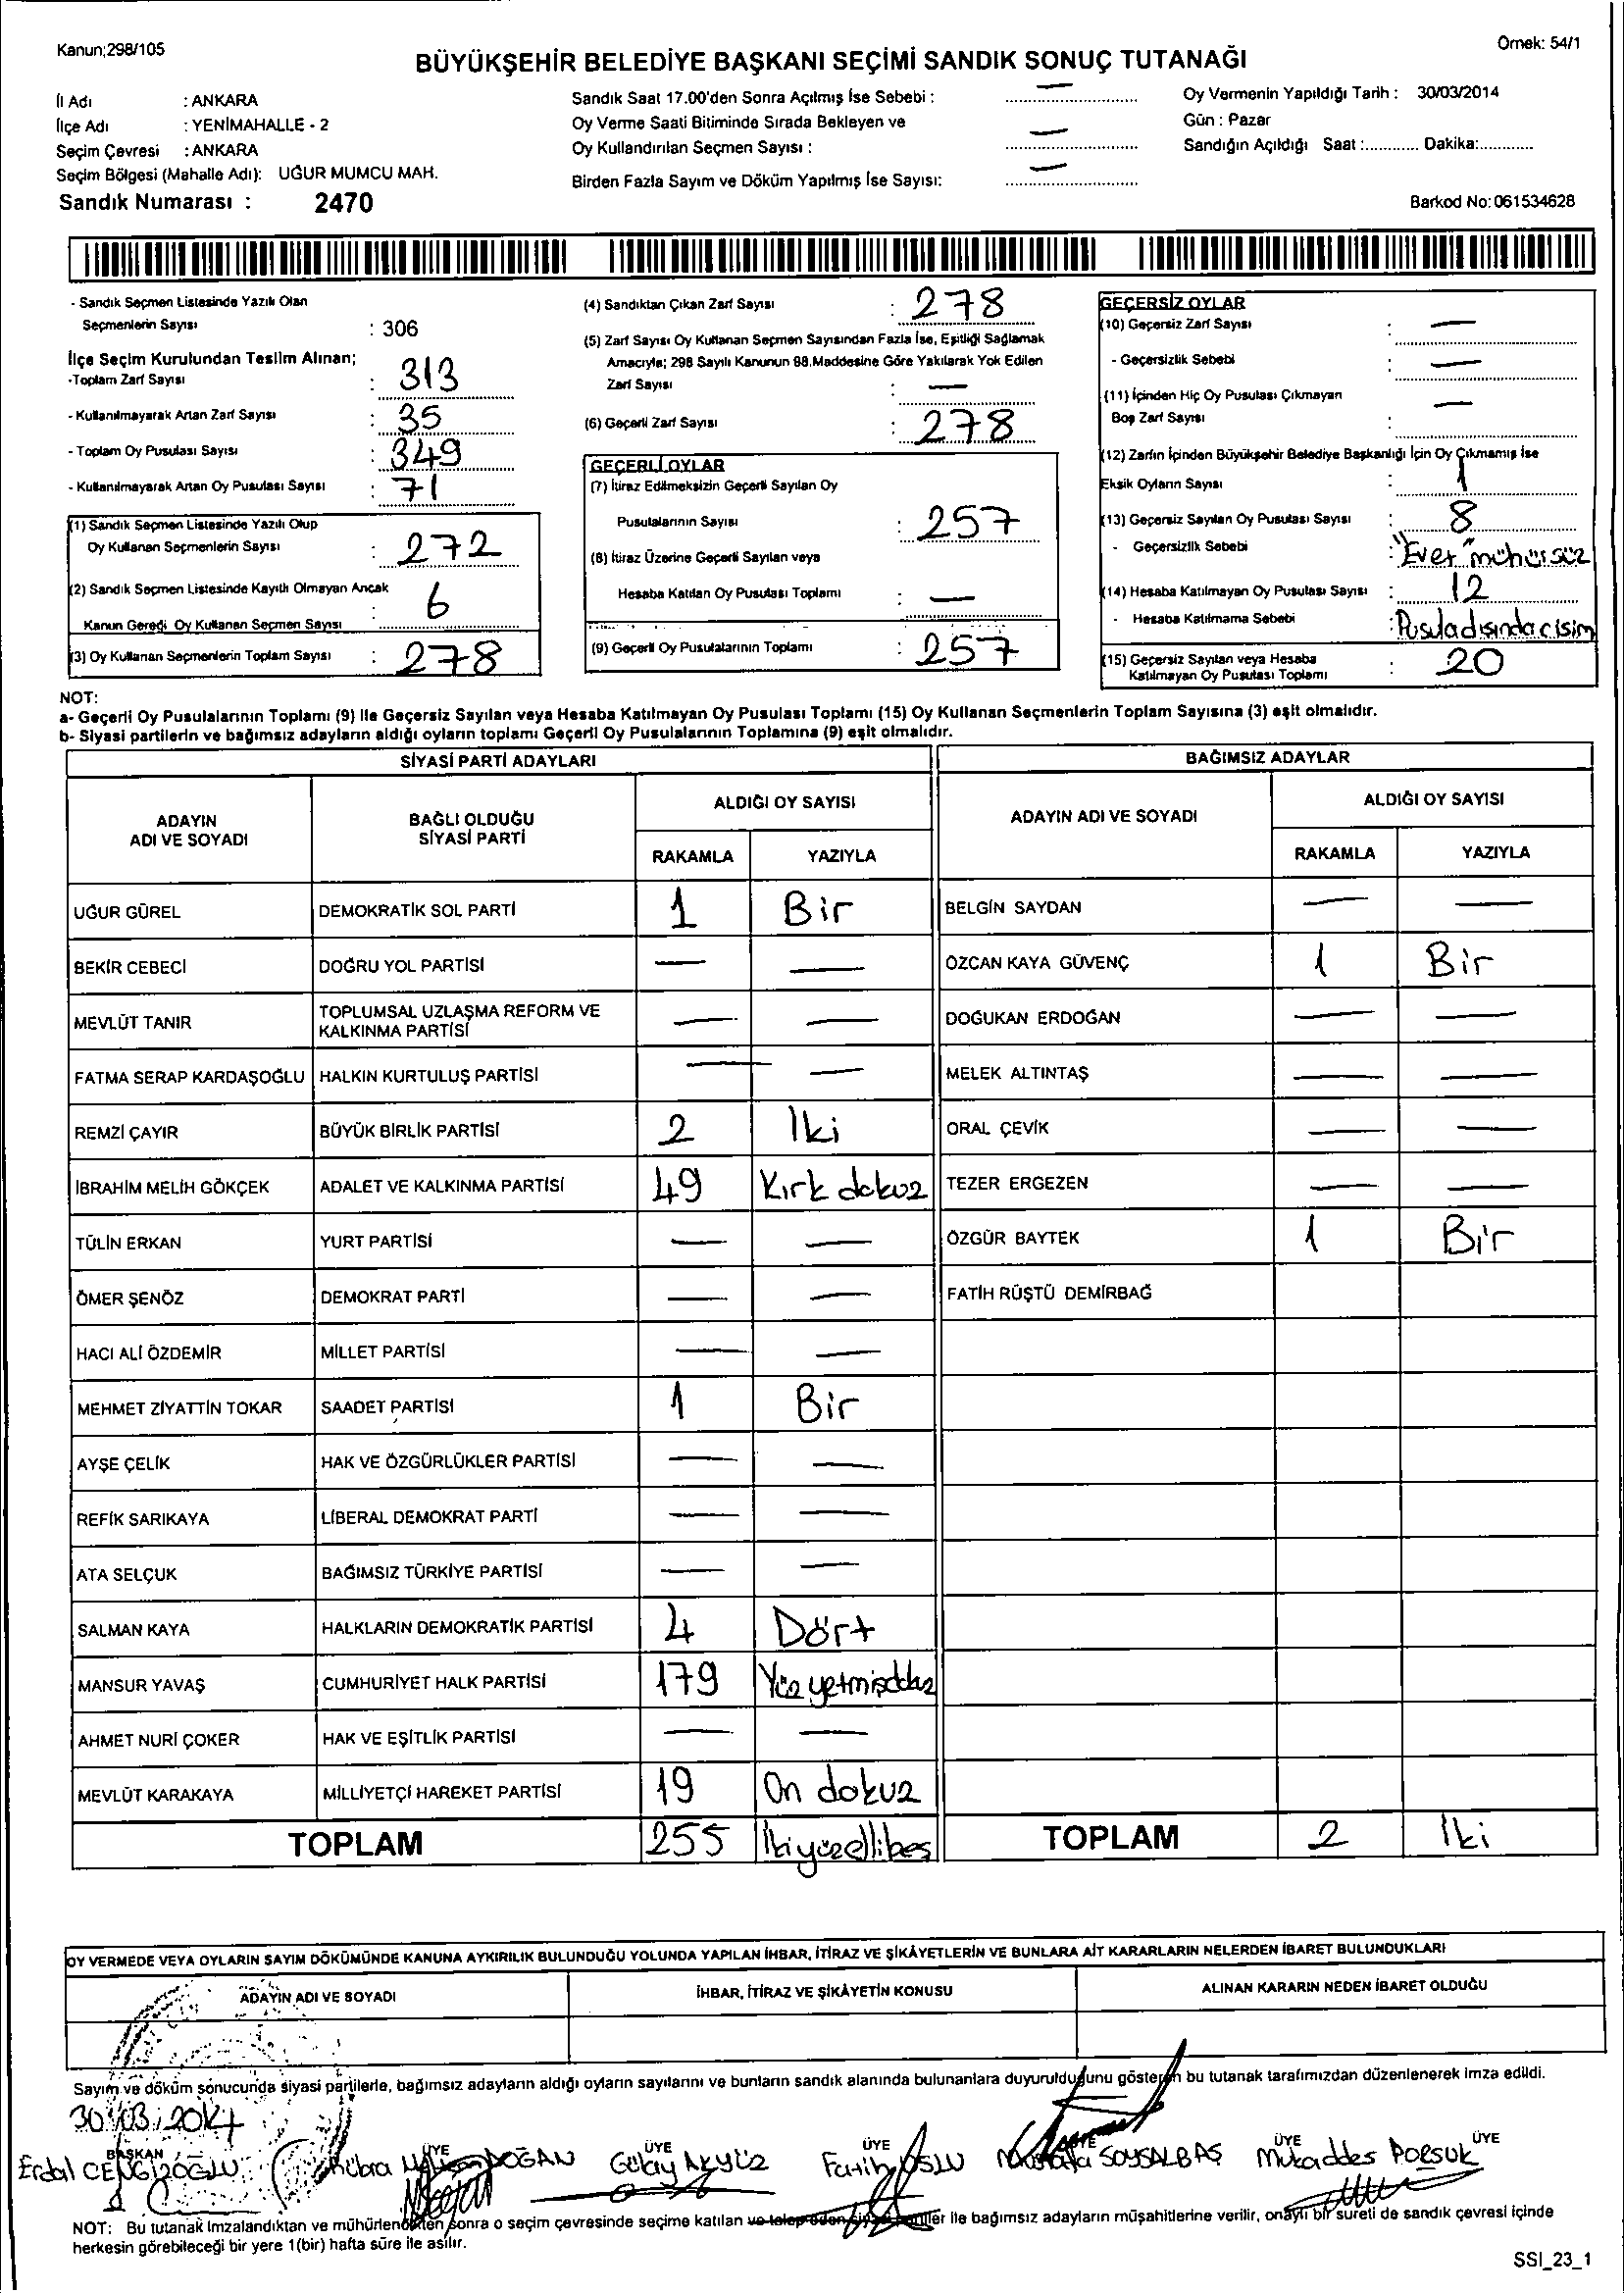 Kanun;298/105
Örnek: 54/1
BÜYÜKŞEHİR BELEDİYE BAŞKANI SEÇİMİ SANDIK SONUÇ TUTANAĞI
İl Adı : ANKARA
İlçe Adı : YENİMAHALLE - 2
Seçim Çevresi : ANKARA
Seçim Bölgesi (Mahalle Adı): UĞUR MUMCU MAH.
Sandık Numarası : 2470
Sandık Saat 17.00'den Sonra Açılmış İse Sebebi : —
Oy Verme Saati Bitiminde Sırada Bekleyen ve
Oy Kullandırılan Seçmen Sayısı : —
Birden Fazla Sayım ve Döküm Yapılmış İse Sayısı: —
Oy Vermenin Yapıldığı Tarih : 30/03/2014
Gün : Pazar
Sandığın Açıldığı Saat :............ Dakika:............
Barkod No: 061534628
- Sandık Seçmen Listesinde Yazılı Olan
Seçmenlerin Sayısı : 306
İlçe Seçim Kurulundan Teslim Alınan;
-Toplam Zarf Sayısı : 313
- Kullanılmayarak Artan Zarf Sayısı : 35
- Toplam Oy Pusulası Sayısı : 349
- Kullanılmayarak Artan Oy Pusulası Sayısı : 71
(1) Sandık Seçmen Listesinde Yazılı Olup
Oy Kullanan Seçmenlerin Sayısı : 272
(2) Sandık Seçmen Listesinde Kayıtlı Olmayan Ancak
Kanun Gereği Oy Kullanan Seçmen Sayısı : 6
(3) Oy Kullanan Seçmenlerin Toplam Sayısı : 278
(4) Sandıktan Çıkan Zarf Sayısı : 278
(5) Zarf Sayısı Oy Kullanan Seçmen Sayısından Fazla İse, Eşitliği Sağlamak
Amacıyla; 298 Sayılı Kanunun 98.Maddesine Göre Yakılarak Yok Edilen
Zarf Sayısı : —
(6) Geçerli Zarf Sayısı : 278
GEÇERLİ OYLAR
(7) İtiraz Edilmeksizin Geçerli Sayılan Oy
Pusulalarının Sayısı : 257
(8) İtiraz Üzerine Geçerli Sayılan veya
Hesaba Katılan Oy Pusulası Toplamı : —
(9) Geçerli Oy Pusulalarının Toplamı : 257
GEÇERSİZ OYLAR
(10) Geçersiz Zarf Sayısı : —
- Geçersizlik Sebebi : —
(11) İçinden Hiç Oy Pusulası Çıkmayan
Boş Zarf Sayısı : —
(12) Zarfın İçinden Büyükşehir Belediye Başkanlığı İçin Oy Çıkmamış İse
Eksik Oyların Sayısı : 1
(13) Geçersiz Sayılan Oy Pusulası Sayısı : 8
- Geçersizlik Sebebi : "Evet" mühürsüz
(14) Hesaba Katılmayan Oy Pusulası Sayısı : 12
- Hesaba Katılmama Sebebi : Pusula dışında cisim
(15) Geçersiz Sayılan veya Hesaba
Katılmayan Oy Pusulası Toplamı : 20
NOT:
a- Geçerli Oy Pusulalarının Toplamı (9) İle Geçersiz Sayılan veya Hesaba Katılmayan Oy Pusulası Toplamı (15) Oy Kullanan Seçmenlerin Toplam Sayısına (3) eşit olmalıdır.
b- Siyasi partilerin ve bağımsız adayların aldığı oyların toplamı Geçerli Oy Pusulalarının Toplamına (9) eşit olmalıdır.
SİYASİ PARTİ ADAYLARI
ADAYIN
ADI VE SOYADI
BAĞLI OLDUĞU
SİYASİ PARTİ
ALDIĞI OY SAYISI
RAKAMLA YAZIYLA
UĞUR GÜREL DEMOKRATİK SOL PARTİ 1 Bir
BEKİR CEBECİ DOĞRU YOL PARTİSİ — —
MEVLÜT TANIR TOPLUMSAL UZLAŞMA REFORM VE
KALKINMA PARTİSİ — —
FATMA SERAP KARDAŞOĞLU HALKIN KURTULUŞ PARTİSİ — —
REMZİ ÇAYIR BÜYÜK BİRLİK PARTİSİ 2 İki
İBRAHİM MELİH GÖKÇEK ADALET VE KALKINMA PARTİSİ 49 Kırk dokuz
TÜLİN ERKAN YURT PARTİSİ — —
ÖMER ŞENÖZ DEMOKRAT PARTİ — —
HACI ALİ ÖZDEMİR MİLLET PARTİSİ — —
MEHMET ZİYATTİN TOKAR SAADET PARTİSİ 1 Bir
AYŞE ÇELİK HAK VE ÖZGÜRLÜKLER PARTİSİ — —
REFİK SARIKAYA LİBERAL DEMOKRAT PARTİ — —
ATA SELÇUK BAĞIMSIZ TÜRKİYE PARTİSİ — —
SALMAN KAYA HALKLARIN DEMOKRATİK PARTİSİ 4 Dört
MANSUR YAVAŞ CUMHURİYET HALK PARTİSİ 179 Yüz yetmişdokuz
AHMET NURİ ÇOKER HAK VE EŞİTLİK PARTİSİ — —
MEVLÜT KARAKAYA MİLLİYETÇİ HAREKET PARTİSİ 19 On dokuz
TOPLAM 255 İkiyüzellibeş
BAĞIMSIZ ADAYLAR
ADAYIN ADI VE SOYADI
ALDIĞI OY SAYISI
RAKAMLA YAZIYLA
BELGİN SAYDAN — —
ÖZCAN KAYA GÜVENÇ 1 Bir
DOĞUKAN ERDOĞAN — —
MELEK ALTINTAŞ — —
ORAL ÇEVİK — —
TEZER ERGEZEN — —
ÖZGÜR BAYTEK 1 Bir
FATİH RÜŞTÜ DEMİRBAĞ
TOPLAM 2 İki
OY VERMEDE VEYA OYLARIN SAYIM DÖKÜMÜNDE KANUNA AYKIRILIK BULUNDUĞU YOLUNDA YAPILAN İHBAR, İTİRAZ VE ŞİKÂYETLERİN VE BUNLARA AİT KARARLARIN NELERDEN İBARET BULUNDUKLARI
ADAYIN ADI VE SOYADI İHBAR, İTİRAZ VE ŞİKÂYETİN KONUSU ALINAN KARARIN NEDEN İBARET OLDUĞU
Sayım ve döküm sonucunda siyasi partilerle, bağımsız adayların aldığı oyların sayılarını ve bunların sandık alanında bulunanlara duyurulduğunu gösteren bu tutanak tarafımızdan düzenlenerek imza edildi.
30/03/2014
BAŞKAN ÜYE ÜYE ÜYE ÜYE ÜYE ÜYE
Erdal CENGİZOĞLU Kübra DOĞAN Gülay AKYÜZ Fatih USLU Mustafa SOYSALBAŞ Mukaddes PORSUK
NOT: Bu tutanak imzalandıktan ve mühürlendikten sonra o seçim çevresinde seçime katılan ile bağımsız adayların müşahitlerine verilir, onaylı bir sureti de sandık çevresi içinde
herkesin görebileceği bir yere 1(bir) hafta süre ile asılır.
SSI_23_1